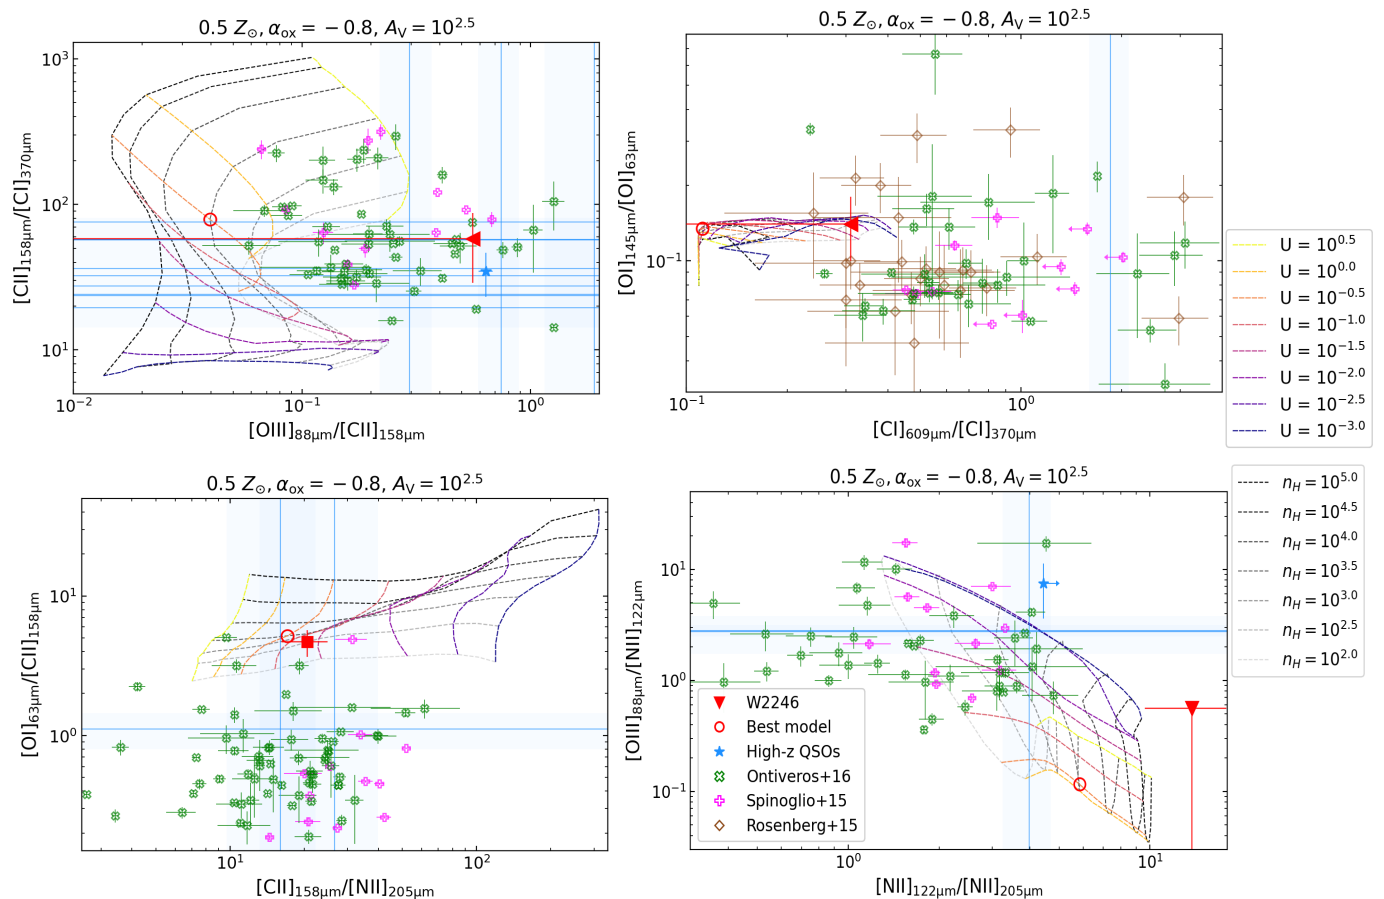 0.5 Z⊙, αox = −0.8, AV = 10^2.5
10^3
10^2
10^1
[CII]158μm/[CI]370μm
10^−2
10^−1
10^0
[OIII]88μm/[CII]158μm
0.5 Z⊙, αox = −0.8, AV = 10^2.5
10^−1
[OI]145μm/[OI]63μm
10^−1
10^0
[CI]609μm/[CI]370μm
U = 10^0.5
U = 10^0.0
U = 10^−0.5
U = 10^−1.0
U = 10^−1.5
U = 10^−2.0
U = 10^−2.5
U = 10^−3.0
0.5 Z⊙, αox = −0.8, AV = 10^2.5
10^1
10^0
[OI]63μm/[CII]158μm
10^1
10^2
[CII]158μm/[NII]205μm
0.5 Z⊙, αox = −0.8, AV = 10^2.5
10^1
10^0
10^−1
[OIII]88μm/[NII]122μm
W2246
Best model
High-z QSOs
Ontiveros+16
Spinoglio+15
Rosenberg+15
10^0
10^1
[NII]122μm/[NII]205μm
nH = 10^5.0
nH = 10^4.5
nH = 10^4.0
nH = 10^3.5
nH = 10^3.0
nH = 10^2.5
nH = 10^2.0